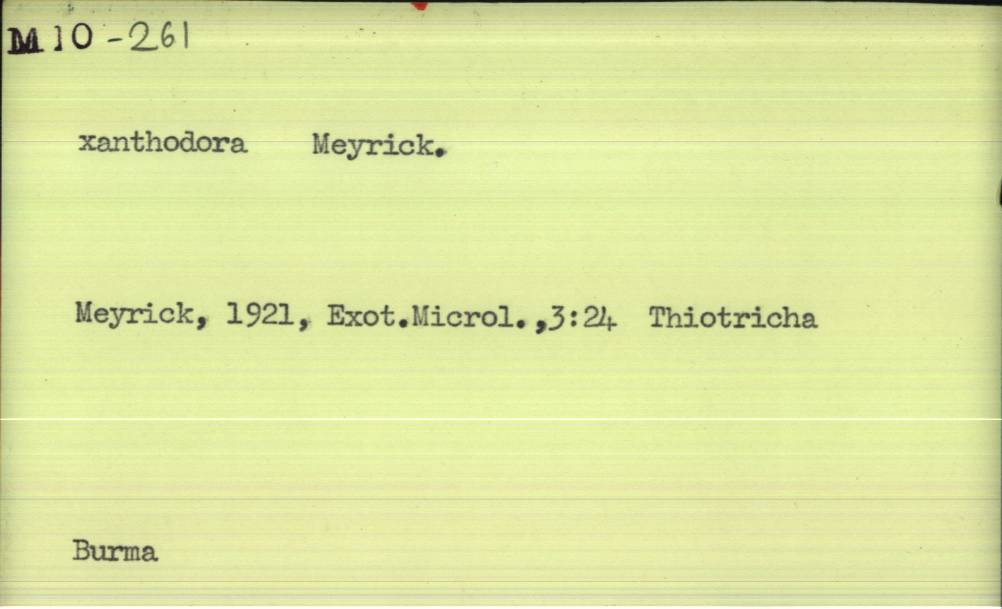 M10-261
xanthodora Meyrick.
Meyrick, 1921, Exot.Microl.,3:24 Thiotricha
Burma